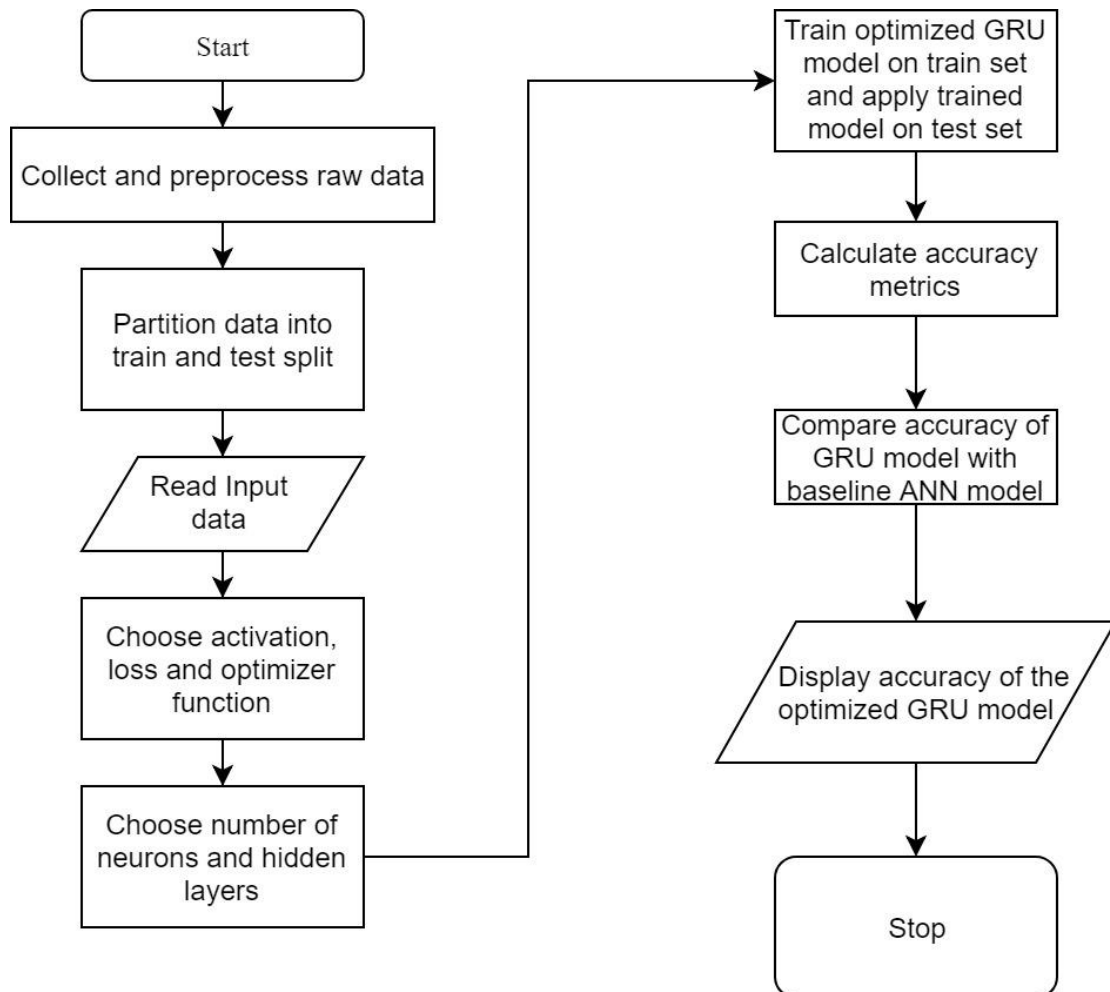 Start
Collect and preprocess raw data
Partition data into
train and test split
Read Input
data
Choose activation,
loss and optimizer
function
Choose number of
neurons and hidden
layers
Train optimized GRU
model on train set
and apply trained
model on test set
Calculate accuracy
metrics
Compare accuracy of
GRU model with
baseline ANN model
Display accuracy of the
optimized GRU model
Stop